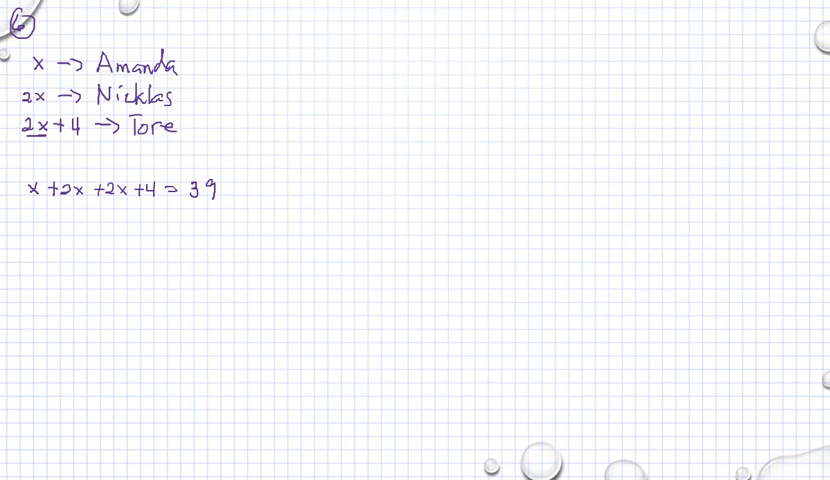 6
x -> Amanda
2x -> Nicklas
2x + 4 -> Tore
x + 2x + 2x + 4 = 39